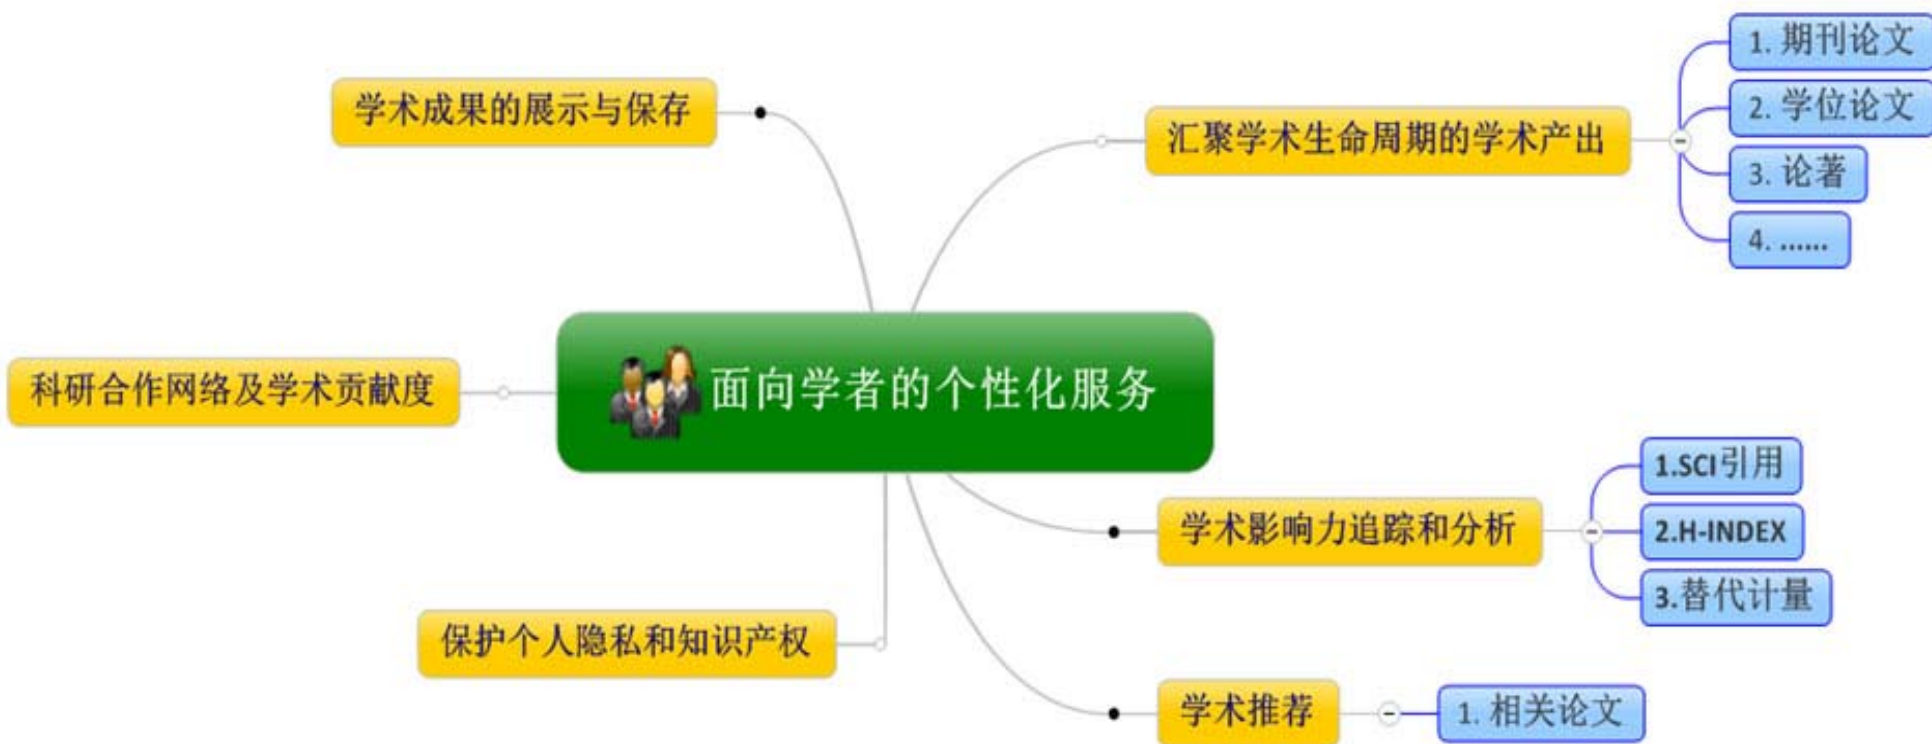 学术成果的展示与保存
汇聚学术生命周期的学术产出
1. 期刊论文
2. 学位论文
3. 论著
4. ......
面向学者的个性化服务
科研合作网络及学术贡献度
学术影响力追踪和分析
1.SCI引用
2.H-INDEX
3.替代计量
保护个人隐私和知识产权
学术推荐
1. 相关论文